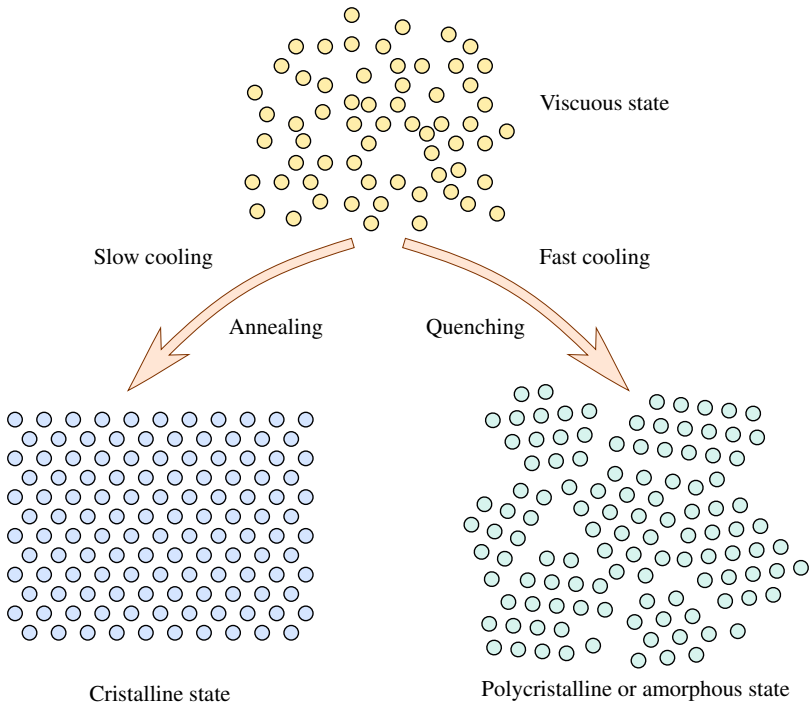 Viscuous state
Slow cooling
Fast cooling
Annealing
Quenching
Cristalline state
Polycristalline or amorphous state